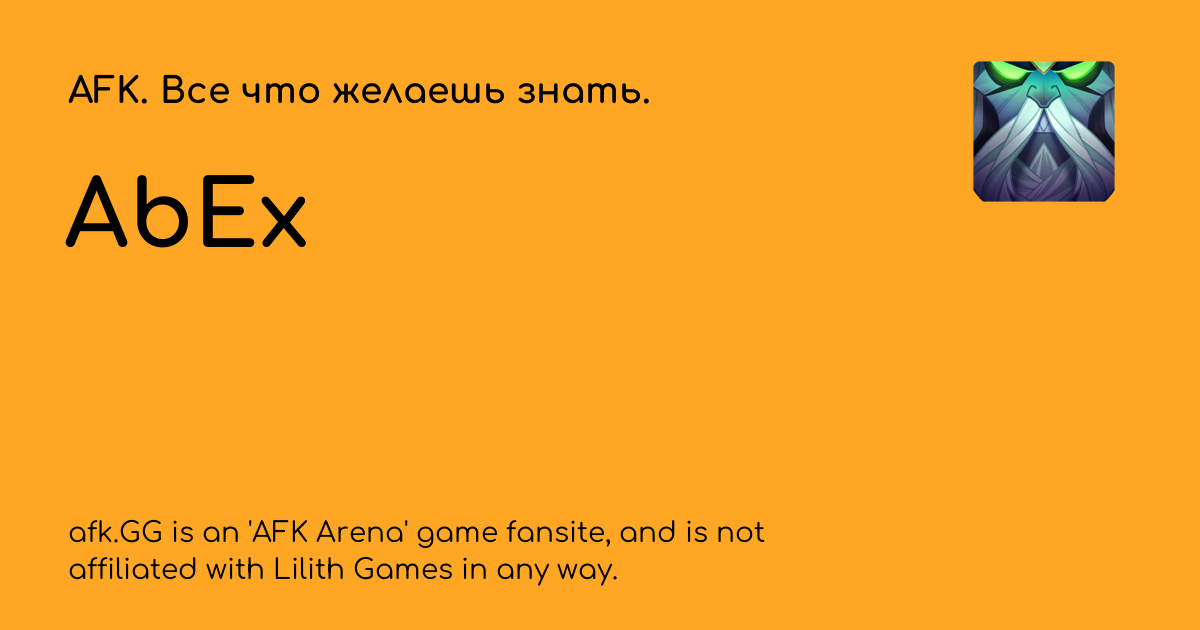 AFK. Все что желаешь знать.
AbEx
afk.GG is an 'AFK Arena' game fansite, and is not
affiliated with Lilith Games in any way.